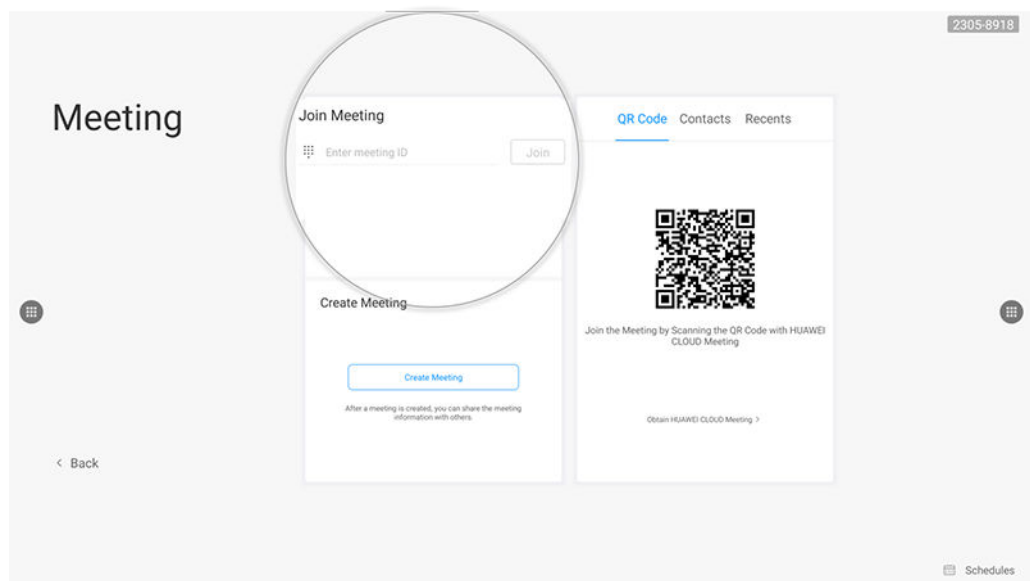 2305-8918
Meeting
Join Meeting
Enter meeting ID
Join
Create Meeting
Create Meeting
After a meeting is created, you can share the meeting
information with others.
QR Code Contacts Recents
Join the Meeting by Scanning the QR Code with HUAWEI
CLOUD Meeting
Obtain HUAWEI CLOUD Meeting >
< Back
Schedules